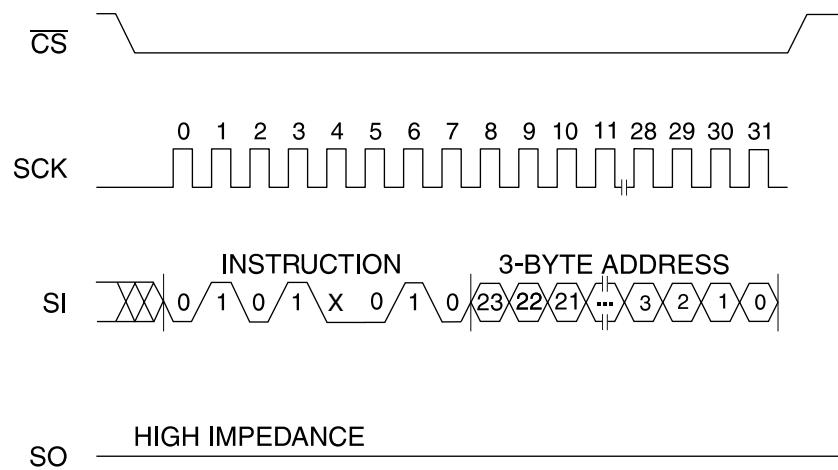 CS
0 1 2 3 4 5 6 7 8 9 10 11 28 29 30 31
SCK
INSTRUCTION 3-BYTE ADDRESS
SI 0 1 0 1 X 0 1 0 23 22 21 ... 3 2 1 0
HIGH IMPEDANCE
SO